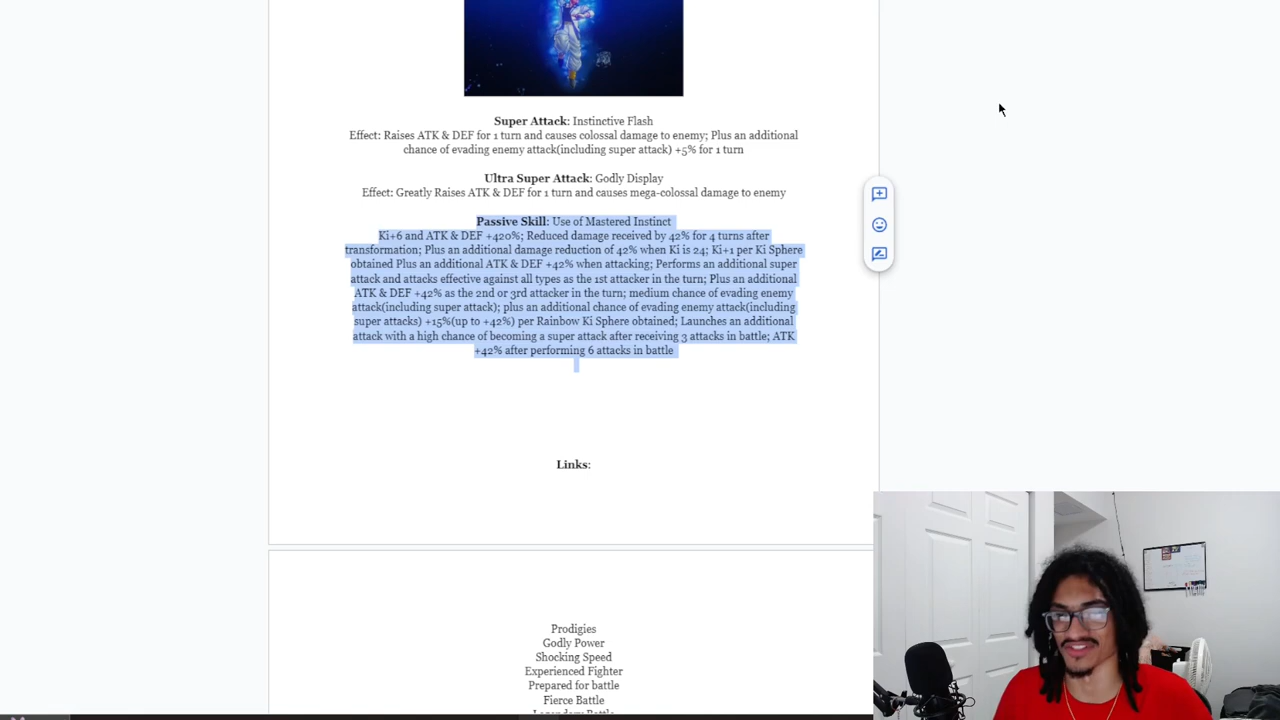 Super Attack: Instinctive Flash
Effect: Raises ATK & DEF for 1 turn and causes colossal damage to enemy; Plus an additional
chance of evading enemy attack(including super attack) +5% for 1 turn
Ultra Super Attack: Godly Display
Effect: Greatly Raises ATK & DEF for 1 turn and causes mega-colossal damage to enemy
Passive Skill: Use of Mastered Instinct
Ki+6 and ATK & DEF +420%; Reduced damage received by 42% for 4 turns after
transformation; Plus an additional damage reduction of 42% when Ki is 24; Ki+1 per Ki Sphere
obtained Plus an additional ATK & DEF +42% when attacking; Performs an additional super
attack and attacks effective against all types as the 1st attacker in the turn; Plus an additional
ATK & DEF +42% as the 2nd or 3rd attacker in the turn; medium chance of evading enemy
attack(including super attack); plus an additional chance of evading enemy attack(including
super attacks) +15%(up to +42%) per Rainbow Ki Sphere obtained; Launches an additional
attack with a high chance of becoming a super attack after receiving 3 attacks in battle; ATK
+42% after performing 6 attacks in battle
Links:
Prodigies
Godly Power
Shocking Speed
Experienced Fighter
Prepared for battle
Fierce Battle
Legendary Battle